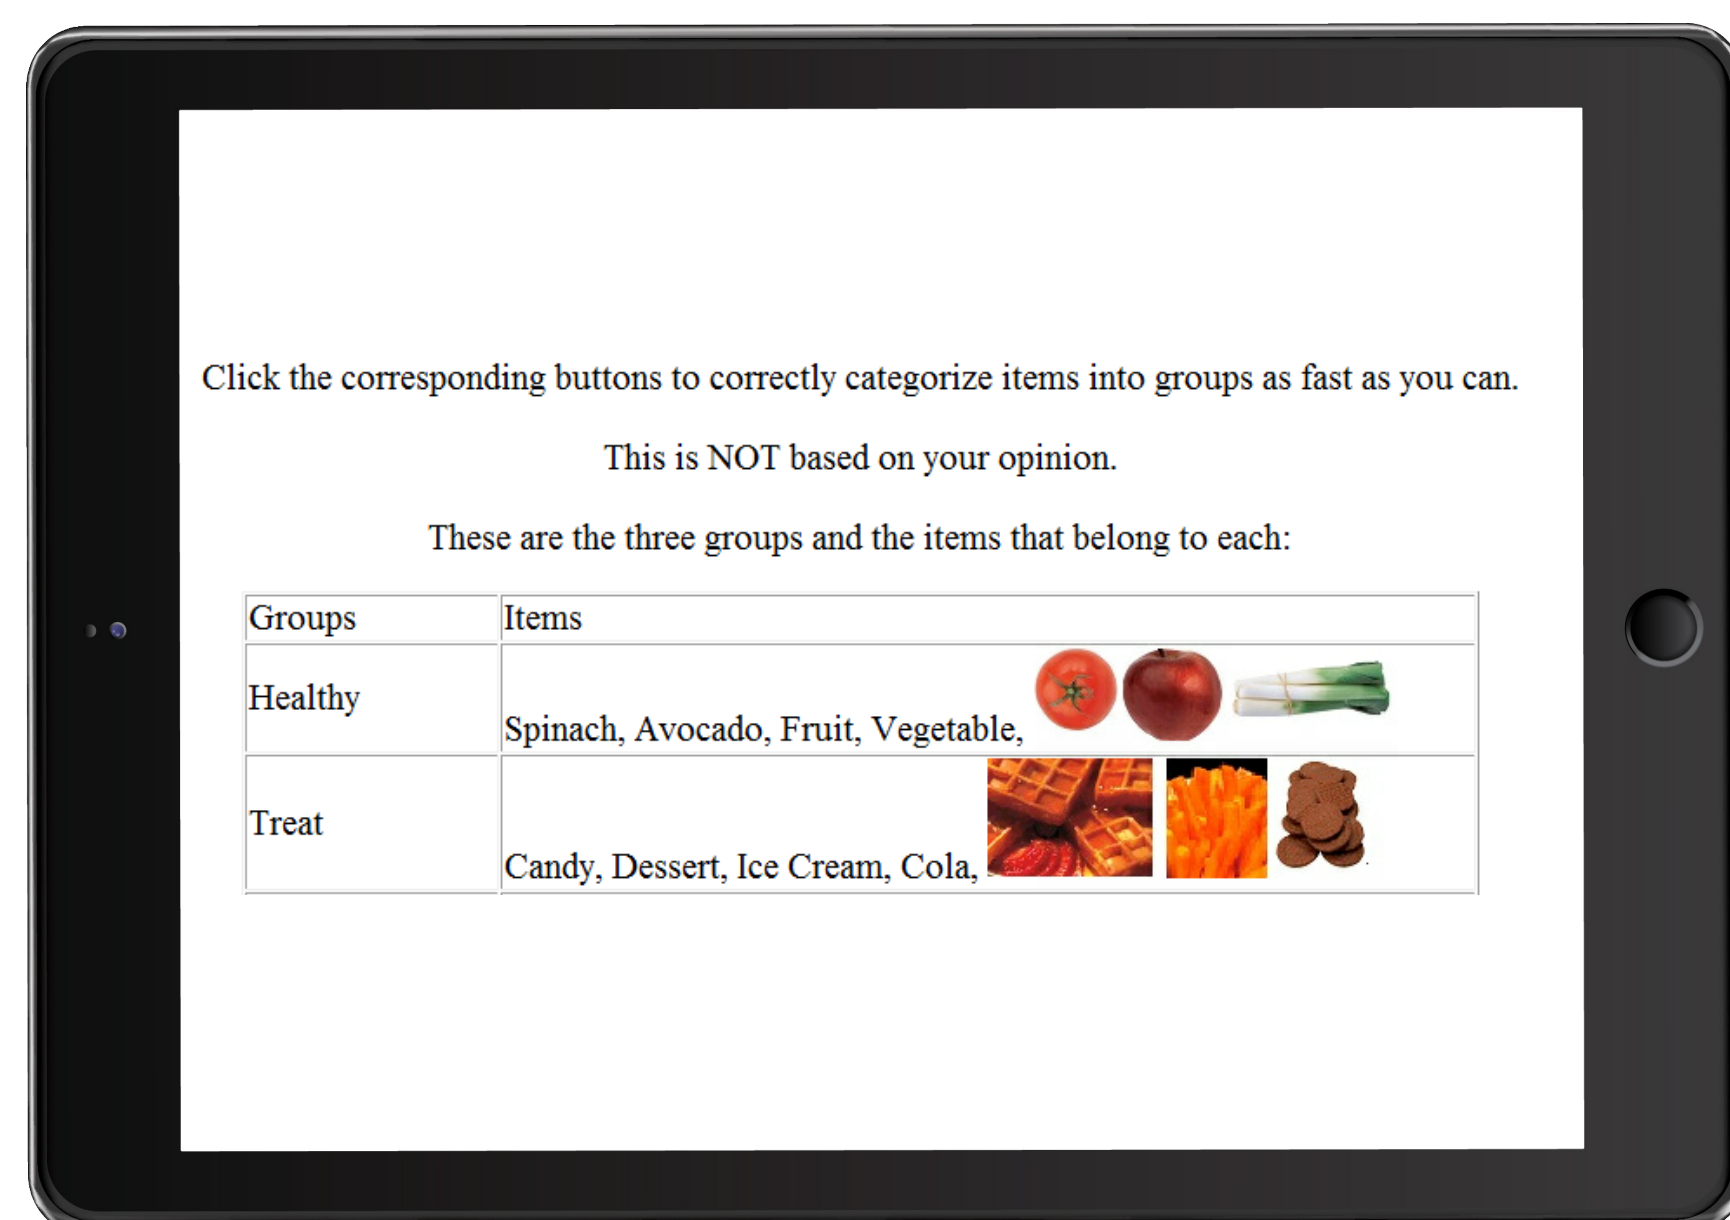 Click the corresponding buttons to correctly categorize items into groups as fast as you can.
This is NOT based on your opinion.
These are the three groups and the items that belong to each:
Groups Items
Healthy Spinach, Avocado, Fruit, Vegetable,
Treat Candy, Dessert, Ice Cream, Cola,